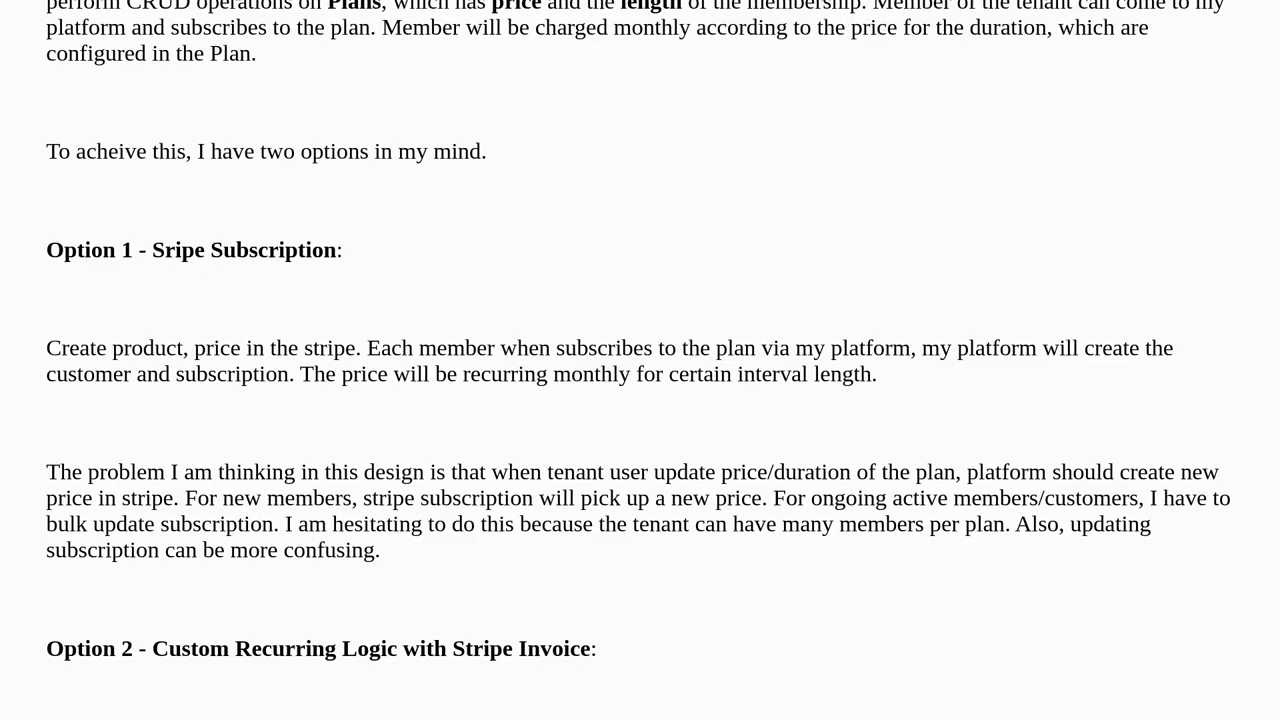 perform CRUD operations on Plans, which has price and the length of the membership. Member of the tenant can come to my
platform and subscribes to the plan. Member will be charged monthly according to the price for the duration, which are
configured in the Plan.
To acheive this, I have two options in my mind.
Option 1 - Sripe Subscription:
Create product, price in the stripe. Each member when subscribes to the plan via my platform, my platform will create the
customer and subscription. The price will be recurring monthly for certain interval length.
The problem I am thinking in this design is that when tenant user update price/duration of the plan, platform should create new
price in stripe. For new members, stripe subscription will pick up a new price. For ongoing active members/customers, I have to
bulk update subscription. I am hesitating to do this because the tenant can have many members per plan. Also, updating
subscription can be more confusing.
Option 2 - Custom Recurring Logic with Stripe Invoice: